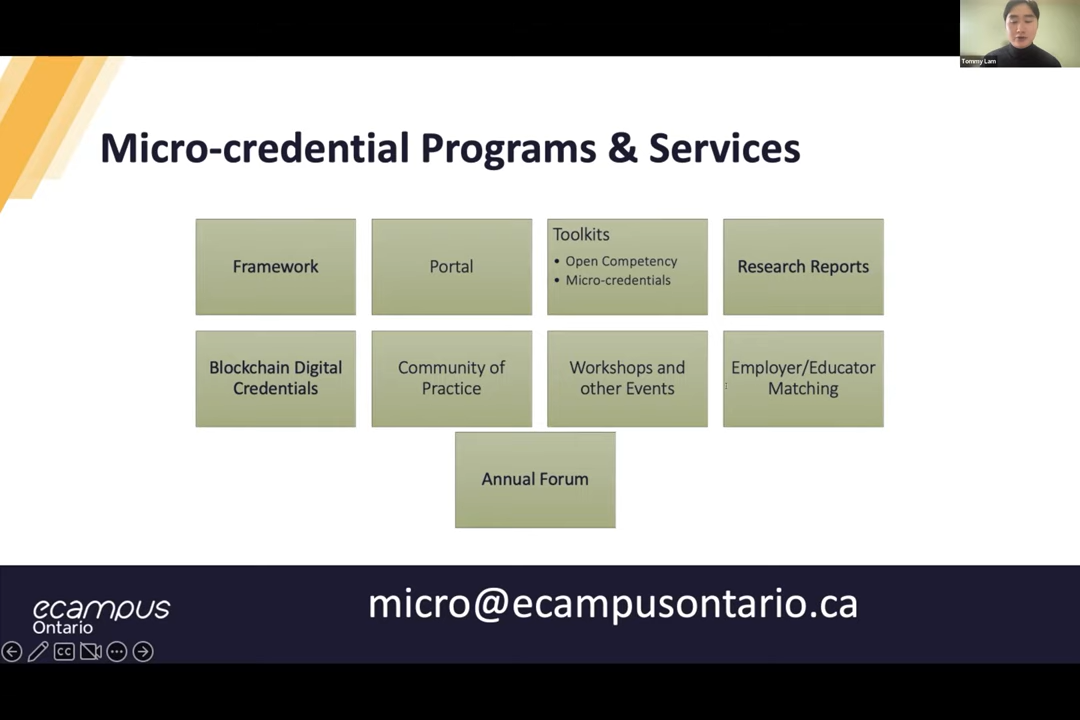 Tommy Lam
Micro-credential Programs & Services
Framework
Portal
Toolkits
• Open Competency
• Micro-credentials
Research Reports
Blockchain Digital
Credentials
Community of
Practice
Workshops and
other Events
Employer/Educator
Matching
Annual Forum
ecampus
Ontario
micro@ecampusontario.ca
CC